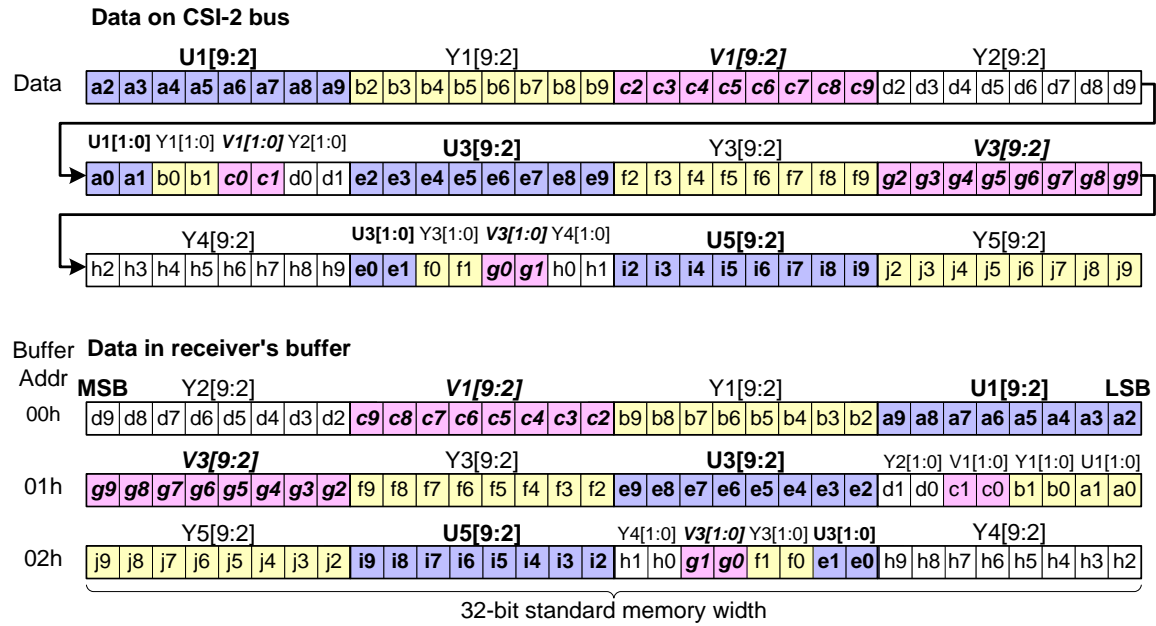 Data on CSI-2 bus
U1[9:2] Y1[9:2] V1[9:2] Y2[9:2]
Data a2 a3 a4 a5 a6 a7 a8 a9 b2 b3 b4 b5 b6 b7 b8 b9 c2 c3 c4 c5 c6 c7 c8 c9 d2 d3 d4 d5 d6 d7 d8 d9
U1[1:0] Y1[1:0] V1[1:0] Y2[1:0] U3[9:2] Y3[9:2] V3[9:2]
a0 a1 b0 b1 c0 c1 d0 d1 e2 e3 e4 e5 e6 e7 e8 e9 f2 f3 f4 f5 f6 f7 f8 f9 g2 g3 g4 g5 g6 g7 g8 g9
Y4[9:2] U3[1:0] Y3[1:0] V3[1:0] Y4[1:0] U5[9:2] Y5[9:2]
h2 h3 h4 h5 h6 h7 h8 h9 e0 e1 f0 f1 g0 g1 h0 h1 i2 i3 i4 i5 i6 i7 i8 i9 j2 j3 j4 j5 j6 j7 j8 j9
Buffer Addr
Data in receiver's buffer
MSB Y2[9:2] V1[9:2] Y1[9:2] U1[9:2] LSB
00h d9 d8 d7 d6 d5 d4 d3 d2 c9 c8 c7 c6 c5 c4 c3 c2 b9 b8 b7 b6 b5 b4 b3 b2 a9 a8 a7 a6 a5 a4 a3 a2
V3[9:2] Y3[9:2] U3[9:2] Y2[1:0] V1[1:0] Y1[1:0] U1[1:0]
01h g9 g8 g7 g6 g5 g4 g3 g2 f9 f8 f7 f6 f5 f4 f3 f2 e9 e8 e7 e6 e5 e4 e3 e2 d1 d0 c1 c0 b1 b0 a1 a0
Y5[9:2] U5[9:2] Y4[1:0] V3[1:0] Y3[1:0] U3[1:0] Y4[9:2]
02h j9 j8 j7 j6 j5 j4 j3 j2 i9 i8 i7 i6 i5 i4 i3 i2 h1 h0 g1 g0 f1 f0 e1 e0 h9 h8 h7 h6 h5 h4 h3 h2
32-bit standard memory width